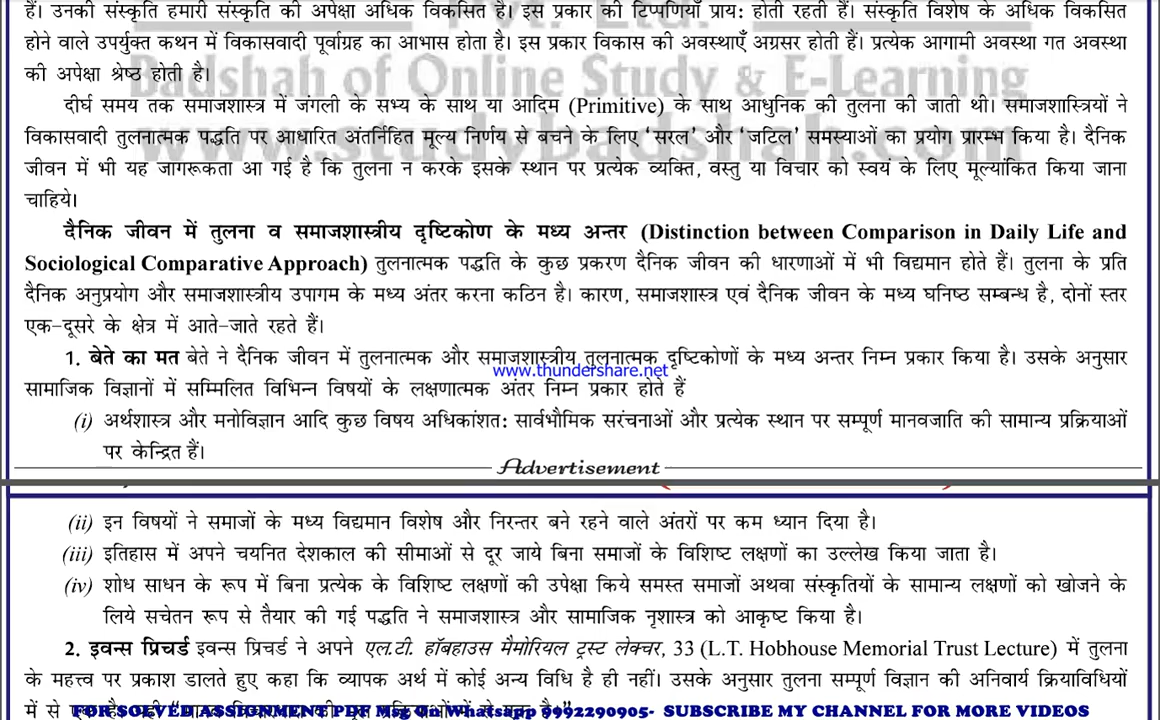 हैं। उनकी संस्कृति हमारी संस्कृति की अपेक्षा अधिक विकसित है। इस प्रकार की टिप्पणियाँ प्राय: होती रहती हैं। संस्कृति विशेष के अधिक विकसित
होने वाले उपर्युक्त कथन में विकासवादी पूर्वाग्रह का आभास होता है। इस प्रकार विकास की अवस्थाएँ अग्रसर होती हैं। प्रत्येक आगामी अवस्था गत अवस्था
की अपेक्षा श्रेष्ठ होती है।
Badshah of Online Study & E-Learning
दीर्घ समय तक समाजशास्त्र में जंगली के सभ्य के साथ या आदिम (Primitive) के साथ आधुनिक की तुलना की जाती थी। समाजशास्त्रियों ने
विकासवादी तुलनात्मक पद्धति पर आधारित अंतर्निहित मूल्य निर्णय से बचने के लिए 'सरल' और 'जटिल' समस्याओं का प्रयोग प्रारम्भ किया है। दैनिक
www.studybadshah.com
जीवन में भी यह जागरूकता आ गई है कि तुलना न करके इसके स्थान पर प्रत्येक व्यक्ति, वस्तु या विचार को स्वयं के लिए मूल्यांकित किया जाना
चाहिये।
दैनिक जीवन में तुलना व समाजशास्त्रीय दृष्टिकोण के मध्य अन्तर (Distinction between Comparison in Daily Life and
Sociological Comparative Approach) तुलनात्मक पद्धति के कुछ प्रकरण दैनिक जीवन की धारणाओं में भी विद्यमान होते हैं। तुलना के प्रति
दैनिक अनुप्रयोग और समाजशास्त्रीय उपागम के मध्य अंतर करना कठिन है। कारण, समाजशास्त्र एवं दैनिक जीवन के मध्य घनिष्ठ सम्बन्ध है, दोनों स्तर
एक-दूसरे के क्षेत्र में आते-जाते रहते हैं।
1. बेते का मत बेते ने दैनिक जीवन में तुलनात्मक और समाजशास्त्रीय तुलनात्मक दृष्टिकोणों के मध्य अन्तर निम्न प्रकार किया है। उसके अनुसार
www.thundershare.net
सामाजिक विज्ञानों में सम्मिलित विभिन्न विषयों के लक्षणात्मक अंतर निम्न प्रकार होते हैं
(i) अर्थशास्त्र और मनोविज्ञान आदि कुछ विषय अधिकांशत: सार्वभौमिक सरंचनाओं और प्रत्येक स्थान पर सम्पूर्ण मानवजाति की सामान्य प्रक्रियाओं
पर केन्द्रित हैं।
Advertisement
(ii) इन विषयों ने समाजों के मध्य विद्यमान विशेष और निरन्तर बने रहने वाले अंतरों पर कम ध्यान दिया है।
(iii) इतिहास में अपने चयनित देशकाल की सीमाओं से दूर जाये बिना समाजों के विशिष्ट लक्षणों का उल्लेख किया जाता है।
(iv) शोध साधन के रूप में बिना प्रत्येक के विशिष्ट लक्षणों की उपेक्षा किये समस्त समाजों अथवा संस्कृतियों के सामान्य लक्षणों को खोजने के
लिये सचेतन रूप से तैयार की गई पद्धति ने समाजशास्त्र और सामाजिक नृशास्त्र को आकृष्ट किया है।
2. इवन्स प्रिचर्ड इवन्स प्रिचर्ड ने अपने एल.टी. हॉबहाउस मैमोरियल ट्रस्ट लेक्चर, 33 (L.T. Hobhouse Memorial Trust Lecture) में तुलना
के महत्त्व पर प्रकाश डालते हुए कहा कि व्यापक अर्थ में कोई अन्य विधि है ही नहीं। उसके अनुसार तुलना सम्पूर्ण विज्ञान की अनिवार्य क्रियाविधियों
में से
FOR SOLVED ASSIGNMENT PDF Msg On Whatsapp 9992290905- SUBSCRIBE MY CHANNEL FOR MORE VIDEOS